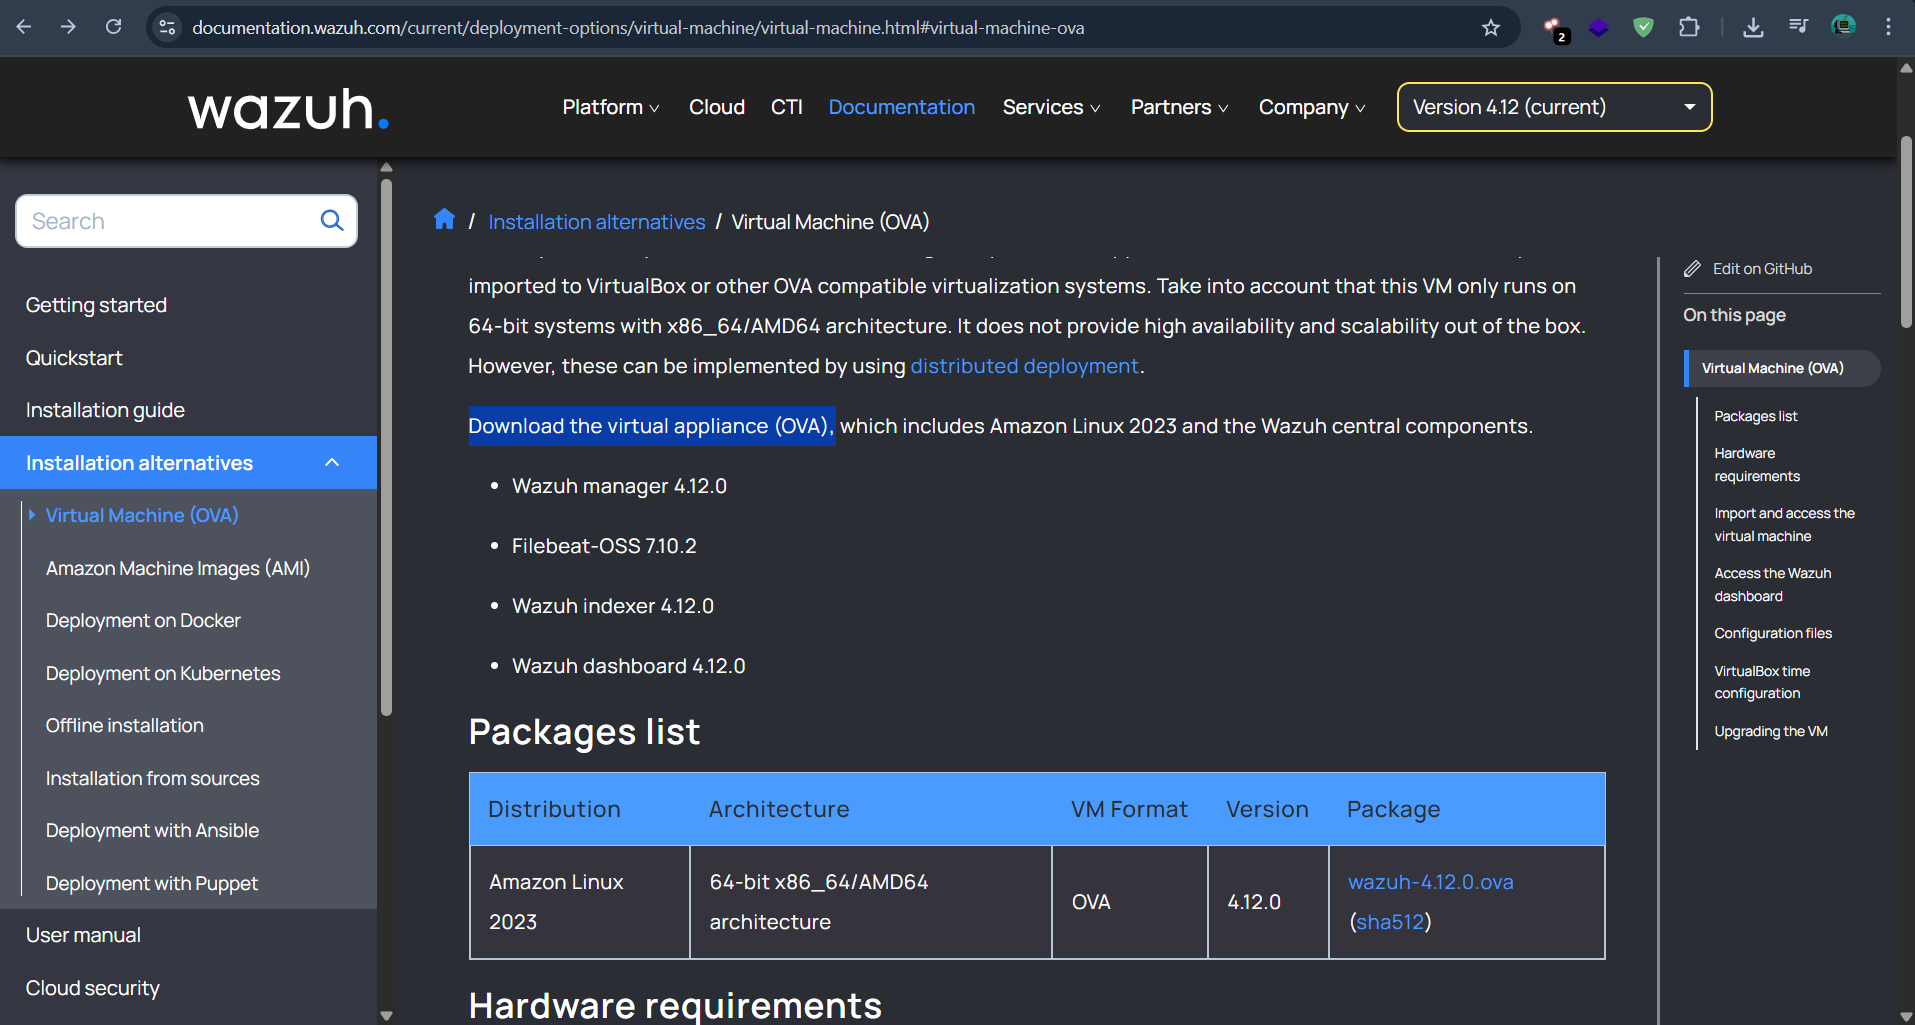 documentation.wazuh.com/current/deployment-options/virtual-machine/virtual-machine.html#virtual-machine-ova
2
wazuh.
Platform
Cloud
CTI
Documentation
Services
Partners
Company
Version 4.12 (current)
Search
Getting started
Quickstart
Installation guide
Installation alternatives
Virtual Machine (OVA)
Amazon Machine Images (AMI)
Deployment on Docker
Deployment on Kubernetes
Offline installation
Installation from sources
Deployment with Ansible
Deployment with Puppet
User manual
Cloud security
/ Installation alternatives / Virtual Machine (OVA)
imported to VirtualBox or other OVA compatible virtualization systems. Take into account that this VM only runs on
64-bit systems with x86_64/AMD64 architecture. It does not provide high availability and scalability out of the box.
However, these can be implemented by using distributed deployment.
Download the virtual appliance (OVA), which includes Amazon Linux 2023 and the Wazuh central components.
• Wazuh manager 4.12.0
• Filebeat-OSS 7.10.2
• Wazuh indexer 4.12.0
• Wazuh dashboard 4.12.0
Packages list
Distribution Architecture VM Format Version Package
Amazon Linux
2023
64-bit x86_64/AMD64
architecture
OVA
4.12.0
wazuh-4.12.0.ova
(sha512)
Hardware requirements
Edit on GitHub
On this page
Virtual Machine (OVA)
Packages list
Hardware
requirements
Import and access the
virtual machine
Access the Wazuh
dashboard
Configuration files
VirtualBox time
configuration
Upgrading the VM